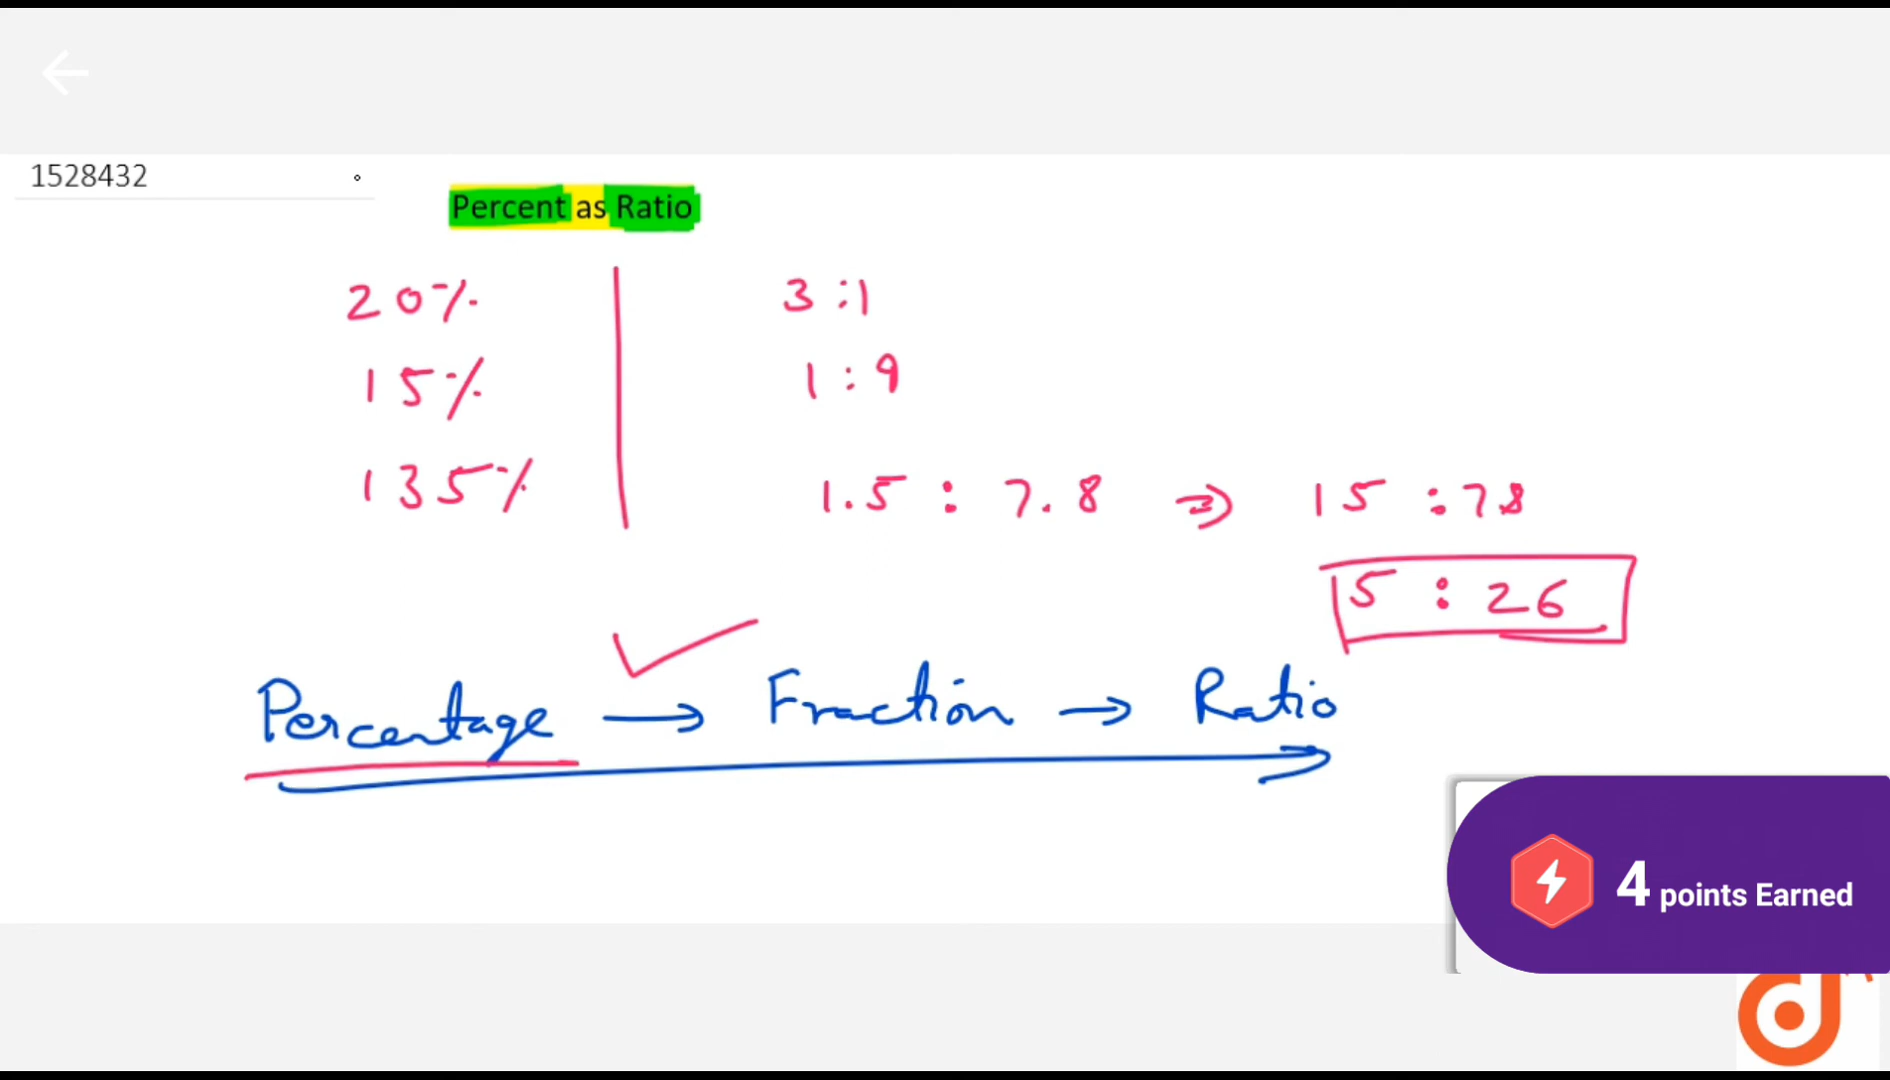 1528432
Percent as Ratio
20% 3:1
15% 1:9
135% 1.5 : 7.8 ⇒ 15 : 78
5 : 26
Percentage → Fraction → Ratio
4 points Earned